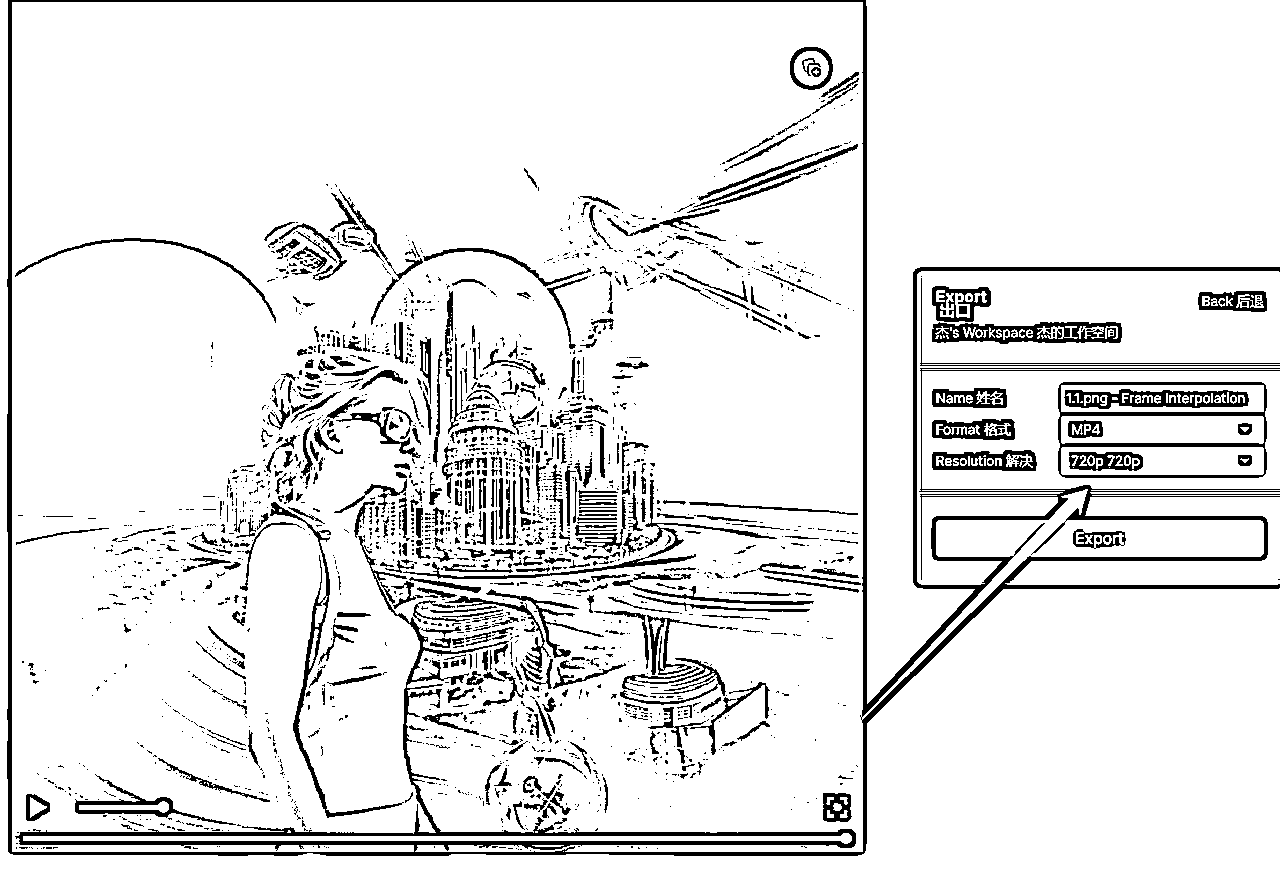 Export
出口
Back 后退
杰's Workspace 杰的工作空间
Name 姓名
1.1.png - Frame Interpolation
Format 格式
MP4
Resolution 解决
720p 720p
Export